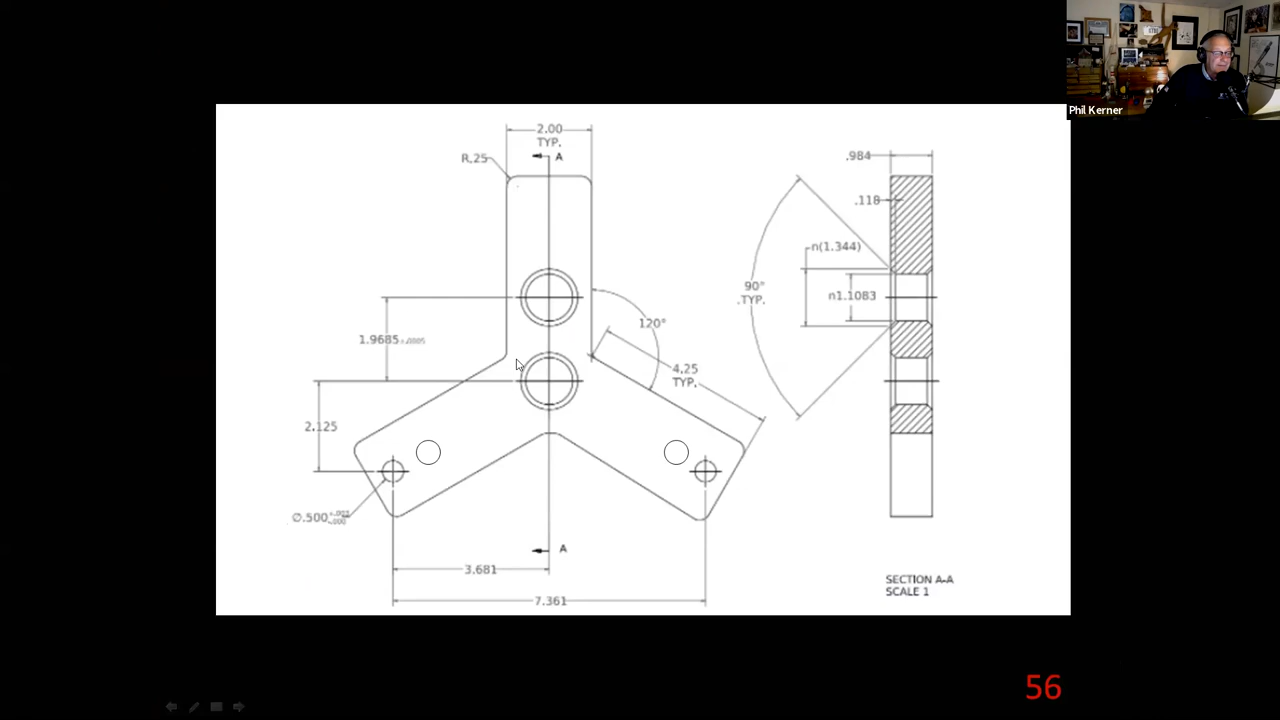 Phil Kerner
2.00
TYP.
A
R.25
.984
.118
n(1.344)
90°
.TYP.
n1.1083
120°
1.9685±.0005
4.25
TYP.
2.125
∅.500
A
3.681
7.361
SECTION A-A
SCALE 1
56